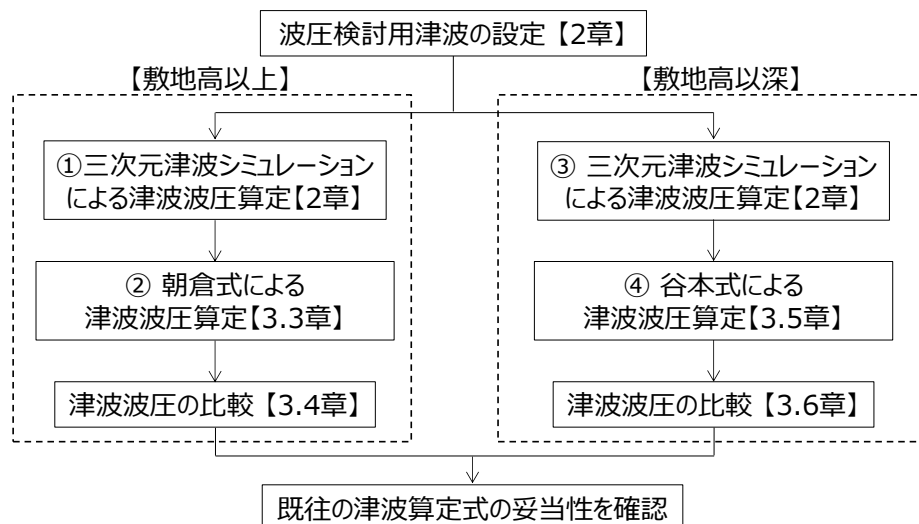 波圧検討用津波の設定【2章】
【敷地高以上】
①三次元津波シミュレーション
による津波波圧算定【2章】
② 朝倉式による
津波波圧算定【3.3章】
津波波圧の比較【3.4章】
【敷地高以深】
③ 三次元津波シミュレーション
による津波波圧算定【2章】
④ 谷本式による
津波波圧算定【3.5章】
津波波圧の比較【3.6章】
既往の津波算定式の妥当性を確認